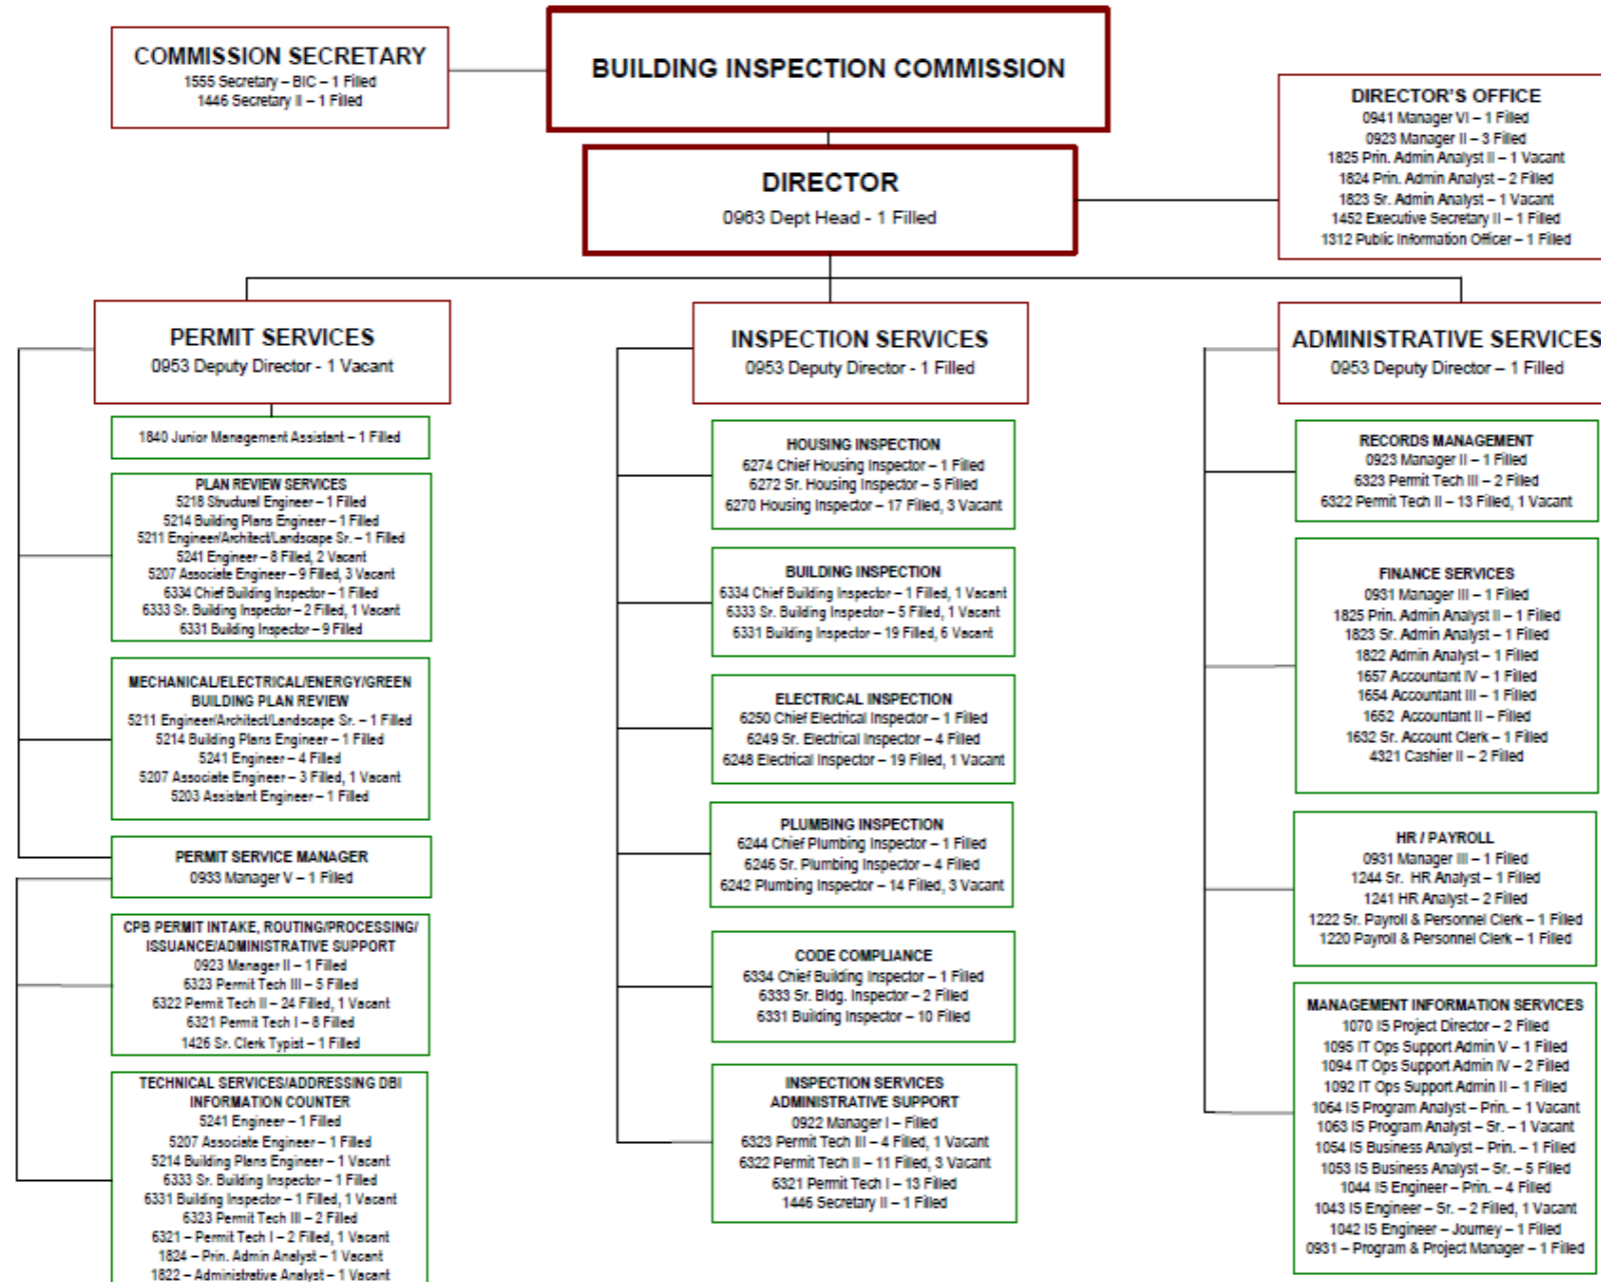 COMMISSION SECRETARY
1555 Secretary – BIC – 1 Filled
1446 Secretary II – 1 Filled
BUILDING INSPECTION COMMISSION
DIRECTOR
0963 Dept Head - 1 Filled
DIRECTOR'S OFFICE
0941 Manager VI – 1 Filled
0923 Manager II – 3 Filled
1825 Prin. Admin Analyst II – 1 Vacant
1824 Prin. Admin Analyst – 2 Filled
1823 Sr. Admin Analyst – 1 Vacant
1452 Executive Secretary II – 1 Filled
1312 Public Information Officer – 1 Filled
PERMIT SERVICES
0953 Deputy Director - 1 Vacant
1840 Junior Management Assistant – 1 Filled
PLAN REVIEW SERVICES
5218 Structural Engineer – 1 Filled
5214 Building Plans Engineer – 1 Filled
5211 Engineer/Architect/Landscape Sr. – 1 Filled
5241 Engineer – 8 Filled, 2 Vacant
5207 Associate Engineer – 9 Filled, 3 Vacant
6334 Chief Building Inspector – 1 Filled
6333 Sr. Building Inspector – 2 Filled, 1 Vacant
6331 Building Inspector – 9 Filled
MECHANICAL/ELECTRICAL/ENERGY/GREEN
BUILDING PLAN REVIEW
5211 Engineer/Architect/Landscape Sr. – 1 Filled
5214 Building Plans Engineer – 1 Filled
5241 Engineer – 4 Filled
5207 Associate Engineer – 3 Filled, 1 Vacant
5203 Assistant Engineer – 1 Filled
PERMIT SERVICE MANAGER
0933 Manager V – 1 Filled
CPB PERMIT INTAKE, ROUTING/PROCESSING/
ISSUANCE/ADMINISTRATIVE SUPPORT
0923 Manager II – 1 Filled
6323 Permit Tech III – 5 Filled
6322 Permit Tech II – 24 Filled, 1 Vacant
6321 Permit Tech I – 8 Filled
1426 Sr. Clerk Typist – 1 Filled
TECHNICAL SERVICES/ADDRESSING DBI
INFORMATION COUNTER
5241 Engineer – 1 Filled
5207 Associate Engineer – 1 Filled
5214 Building Plans Engineer – 1 Vacant
6333 Sr. Building Inspector – 1 Filled
6331 Building Inspector – 1 Filled, 1 Vacant
6323 Permit Tech III – 2 Filled
6321 – Permit Tech I – 2 Filled, 1 Vacant
1824 – Prin. Admin Analyst – 1 Vacant
1822 – Administrative Analyst – 1 Vacant
INSPECTION SERVICES
0953 Deputy Director - 1 Filled
HOUSING INSPECTION
6274 Chief Housing Inspector – 1 Filled
6272 Sr. Housing Inspector – 5 Filled
6270 Housing Inspector – 17 Filled, 3 Vacant
BUILDING INSPECTION
6334 Chief Building Inspector – 1 Filled, 1 Vacant
6333 Sr. Building Inspector – 5 Filled, 1 Vacant
6331 Building Inspector – 19 Filled, 6 Vacant
ELECTRICAL INSPECTION
6250 Chief Electrical Inspector – 1 Filled
6249 Sr. Electrical Inspector – 4 Filled
6248 Electrical Inspector – 19 Filled, 1 Vacant
PLUMBING INSPECTION
6244 Chief Plumbing Inspector – 1 Filled
6246 Sr. Plumbing Inspector – 4 Filled
6242 Plumbing Inspector – 14 Filled, 3 Vacant
CODE COMPLIANCE
6334 Chief Building Inspector – 1 Filled
6333 Sr. Bldg. Inspector – 2 Filled
6331 Building Inspector – 10 Filled
INSPECTION SERVICES
ADMINISTRATIVE SUPPORT
0922 Manager I – Filled
6323 Permit Tech III – 4 Filled, 1 Vacant
6322 Permit Tech II – 11 Filled, 3 Vacant
6321 Permit Tech I – 13 Filled
1446 Secretary II – 1 Filled
ADMINISTRATIVE SERVICES
0953 Deputy Director – 1 Filled
RECORDS MANAGEMENT
0923 Manager II – 1 Filled
6323 Permit Tech III – 2 Filled
6322 Permit Tech II – 13 Filled, 1 Vacant
FINANCE SERVICES
0931 Manager III – 1 Filled
1825 Prin. Admin Analyst II – 1 Filled
1823 Sr. Admin Analyst – 1 Filled
1822 Admin Analyst – 1 Filled
1657 Accountant IV – 1 Filled
1654 Accountant III – 1 Filled
1652 Accountant II – Filled
1632 Sr. Account Clerk – 1 Filled
4321 Cashier II – 2 Filled
HR / PAYROLL
0931 Manager III – 1 Filled
1244 Sr. HR Analyst – 1 Filled
1241 HR Analyst – 2 Filled
1222 Sr. Payroll & Personnel Clerk – 1 Filled
1220 Payroll & Personnel Clerk – 1 Filled
MANAGEMENT INFORMATION SERVICES
1070 IS Project Director – 2 Filled
1095 IT Ops Support Admin V – 1 Filled
1094 IT Ops Support Admin IV – 2 Filled
1092 IT Ops Support Admin II – 1 Filled
1064 IS Program Analyst – Prin. – 1 Vacant
1063 IS Program Analyst – Sr. – 1 Vacant
1054 IS Business Analyst – Prin. – 1 Filled
1053 IS Business Analyst – Sr. – 5 Filled
1044 IS Engineer – Prin. – 4 Filled
1043 IS Engineer – Sr. – 2 Filled, 1 Vacant
1042 IS Engineer – Journey – 1 Filled
0931 – Program & Project Manager – 1 Filled